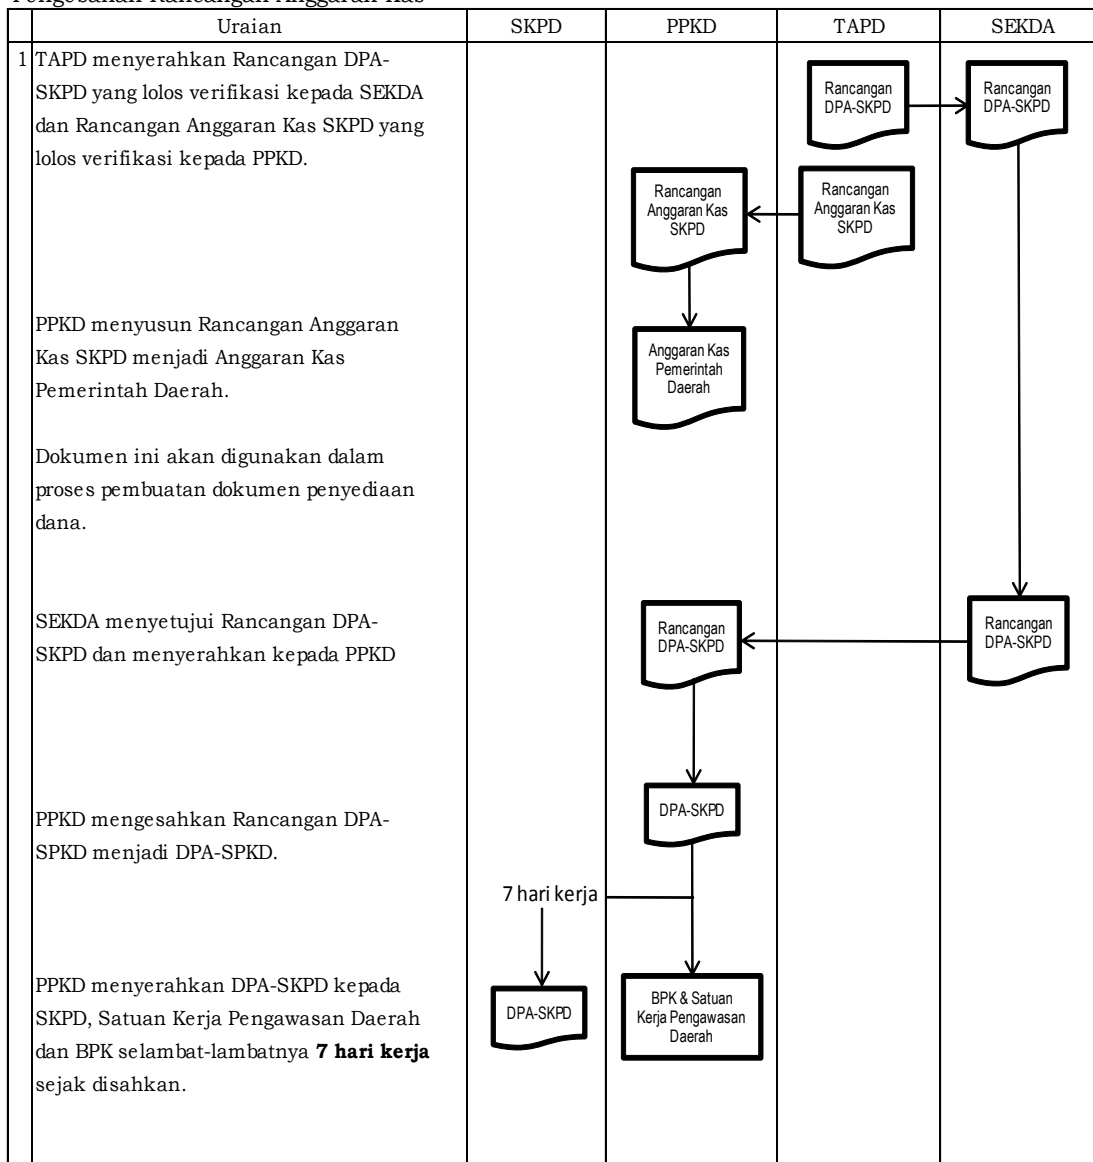 Pengesahan Rancangan Anggaran Kas
Uraian SKPD PPKD TAPD SEKDA
1 TAPD menyerahkan Rancangan DPA-
SKPD yang lolos verifikasi kepada SEKDA
dan Rancangan Anggaran Kas SKPD yang
lolos verifikasi kepada PPKD.
Rancangan
DPA-SKPD
Rancangan
DPA-SKPD
Rancangan
Anggaran Kas
SKPD
Rancangan
Anggaran Kas
SKPD
PPKD menyusun Rancangan Anggaran
Kas SKPD menjadi Anggaran Kas
Pemerintah Daerah.
Anggaran Kas
Pemerintah
Daerah
Dokumen ini akan digunakan dalam
proses pembuatan dokumen penyediaan
dana.
SEKDA menyetujui Rancangan DPA-
SKPD dan menyerahkan kepada PPKD
Rancangan
DPA-SKPD
Rancangan
DPA-SKPD
PPKD mengesahkan Rancangan DPA-
SPKD menjadi DPA-SPKD.
DPA-SKPD
7 hari kerja
PPKD menyerahkan DPA-SKPD kepada
SKPD, Satuan Kerja Pengawasan Daerah
dan BPK selambat-lambatnya 7 hari kerja
sejak disahkan.
DPA-SKPD
BPK & Satuan
Kerja Pengawasan
Daerah